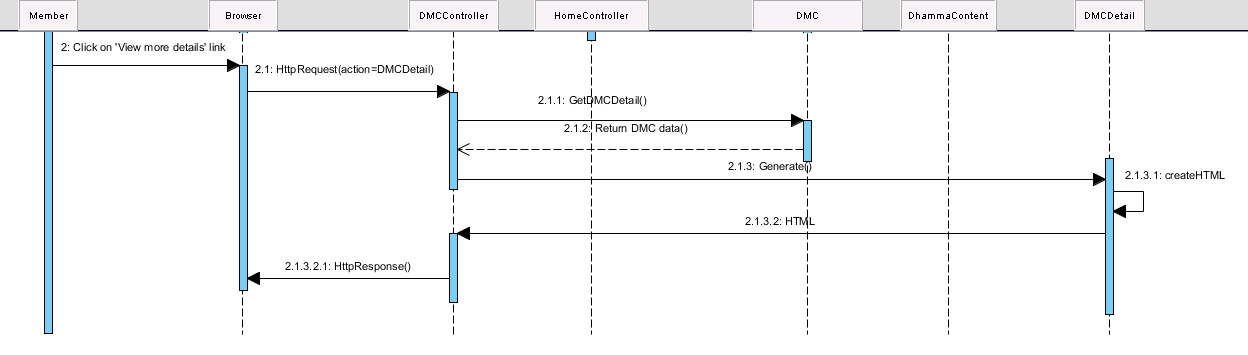 Member
Browser
DMCController
HomeController
DMC
DhammaContent
DMCDetail
2: Click on 'View more details' link
2.1: HttpRequest(action=DMCDetail)
2.1.1: GetDMCDetail()
2.1.2: Return DMC data()
2.1.3: Generate()
2.1.3.1: createHTML
2.1.3.2: HTML
2.1.3.2.1: HttpResponse()